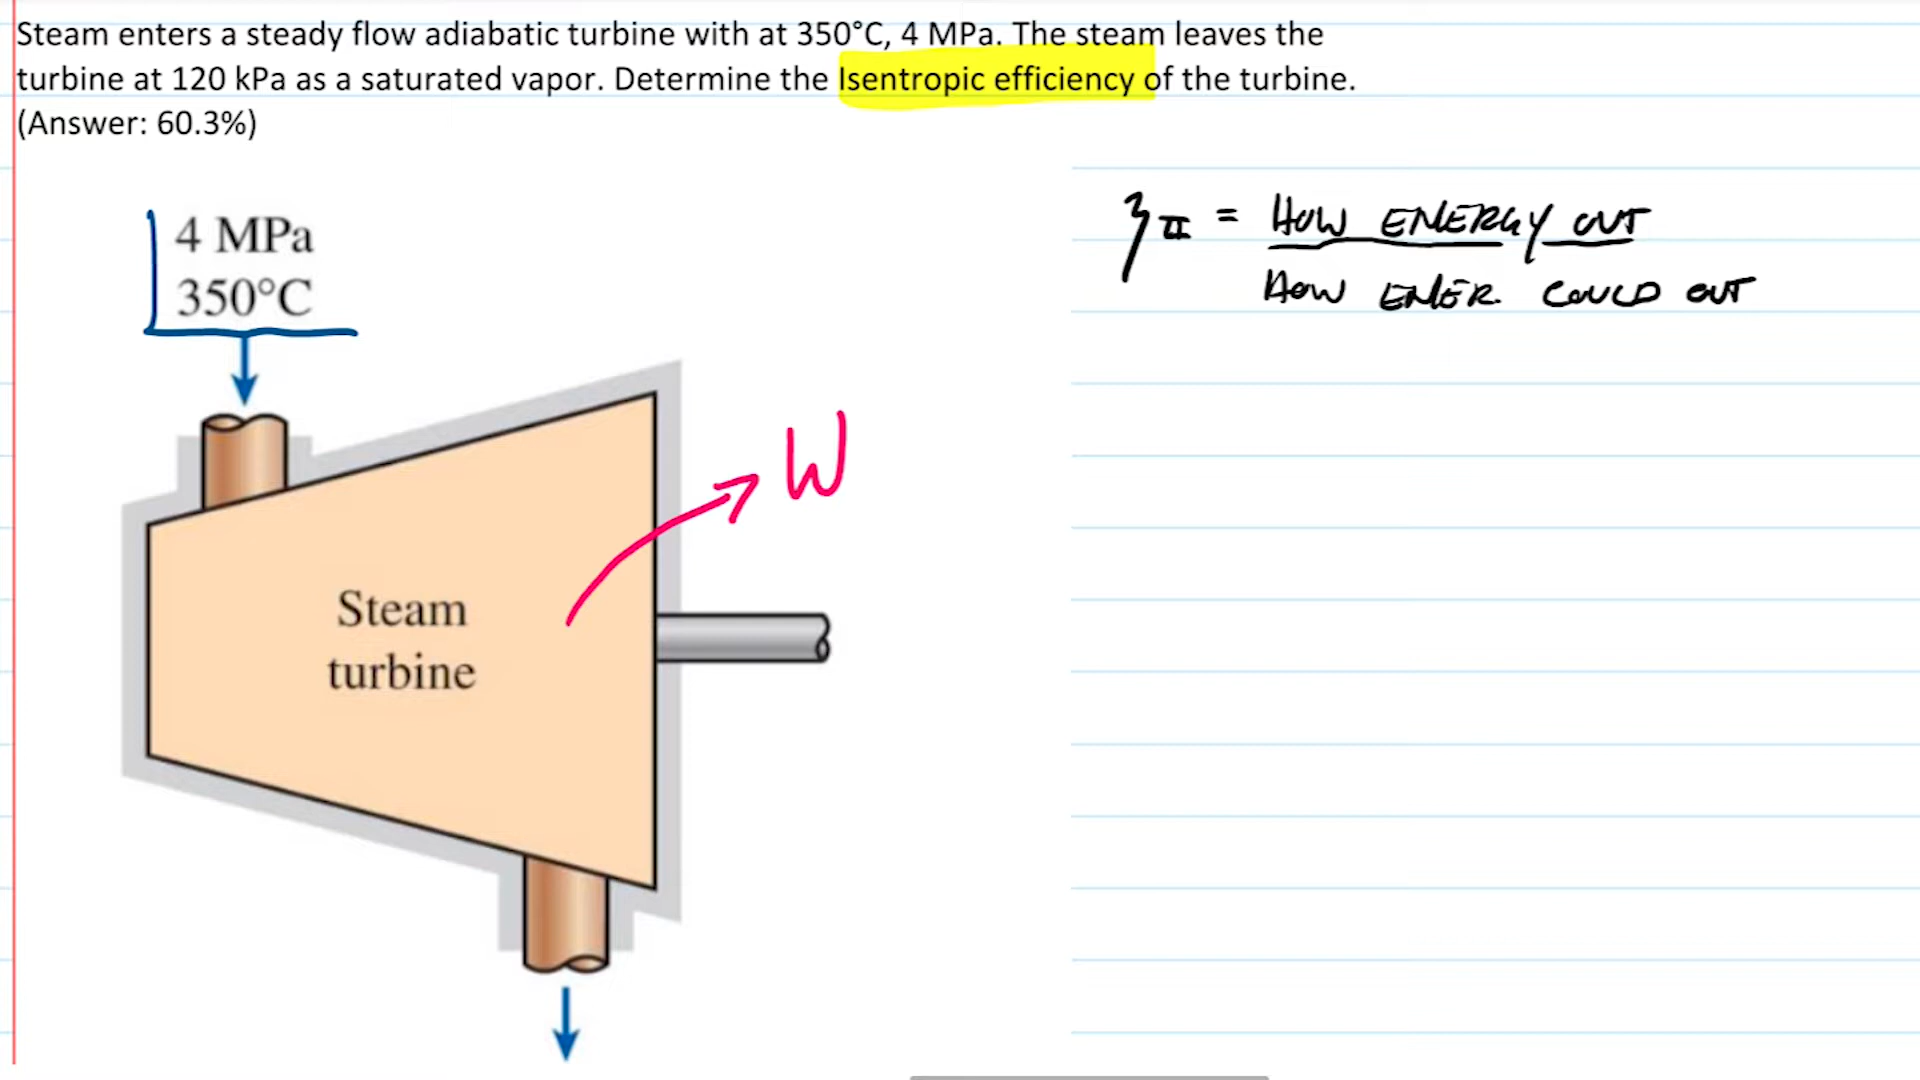 Steam enters a steady flow adiabatic turbine with at 350°C, 4 MPa. The steam leaves the
turbine at 120 kPa as a saturated vapor. Determine the Isentropic efficiency of the turbine.
(Answer: 60.3%)
4 MPa
350°C
Steam
turbine
W
η II = HOW ENERGY OUT
HOW ENER. COULD OUT